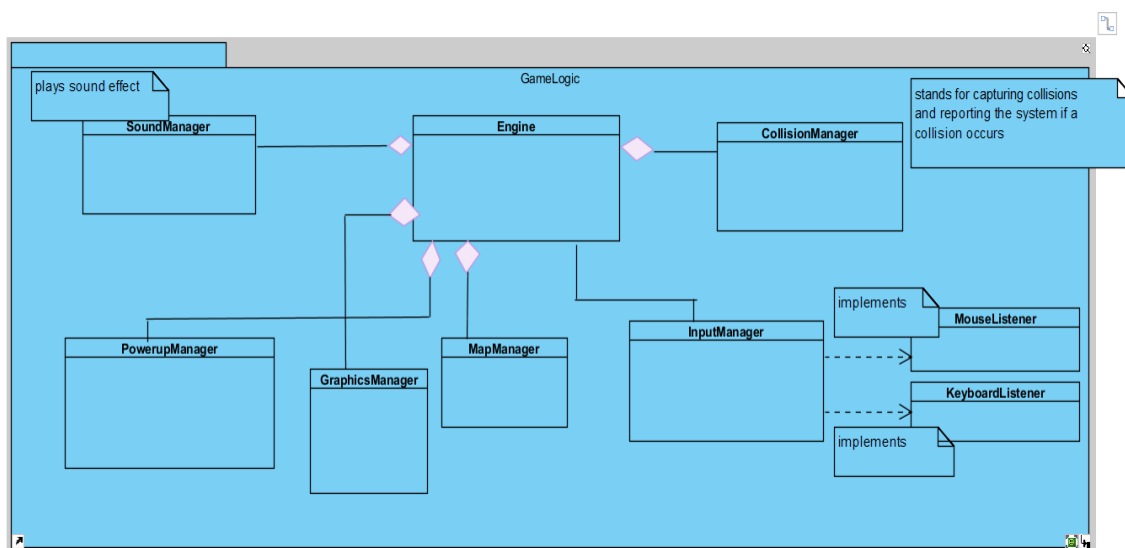 GameLogic
plays sound effect
stands for capturing collisions
and reporting the system if a
collision occurs
SoundManager
Engine
CollisionManager
implements
MouseListener
InputManager
PowerupManager
MapManager
GraphicsManager
KeyboardListener
implements